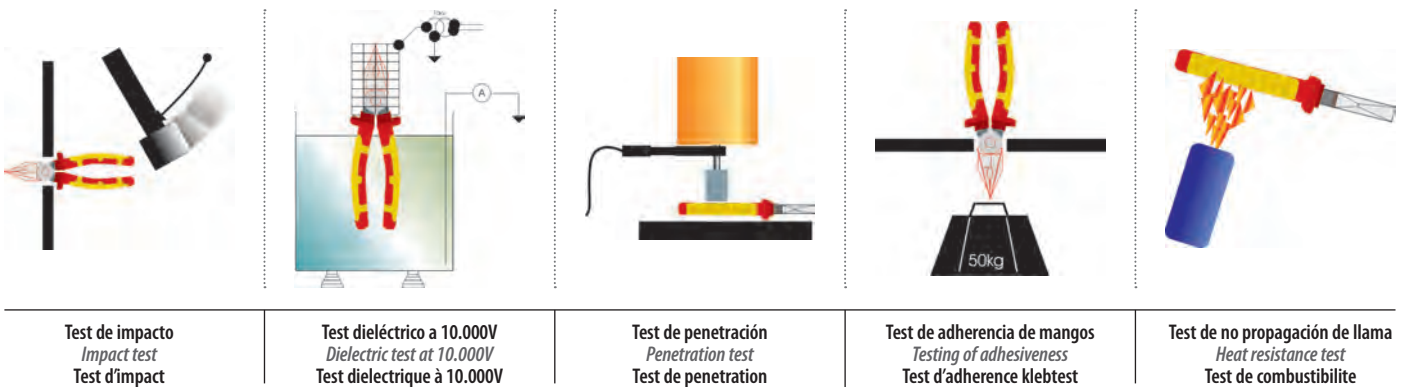 A
50kg
Test de impacto
Impact test
Test d'impact
Test dieléctrico a 10.000V
Dielectric test at 10.000V
Test dielectrique à 10.000V
Test de penetración
Penetration test
Test de penetration
Test de adherencia de mangos
Testing of adhesiveness
Test d'adherence klebtest
Test de no propagación de llama
Heat resistance test
Test de combustibilite